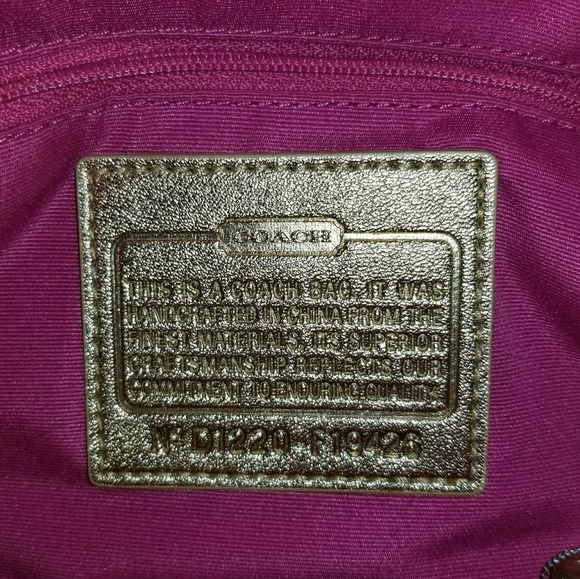 COACH
THIS IS A COACH BAG. IT WAS
HANDCRAFTED IN CHINA FROM THE
FINEST MATERIALS. ITS SUPERIOR
CRAFTSMANSHIP REFLECTS OUR
COMMITMENT TO ENDURING QUALITY.
Nº D1220-F19426